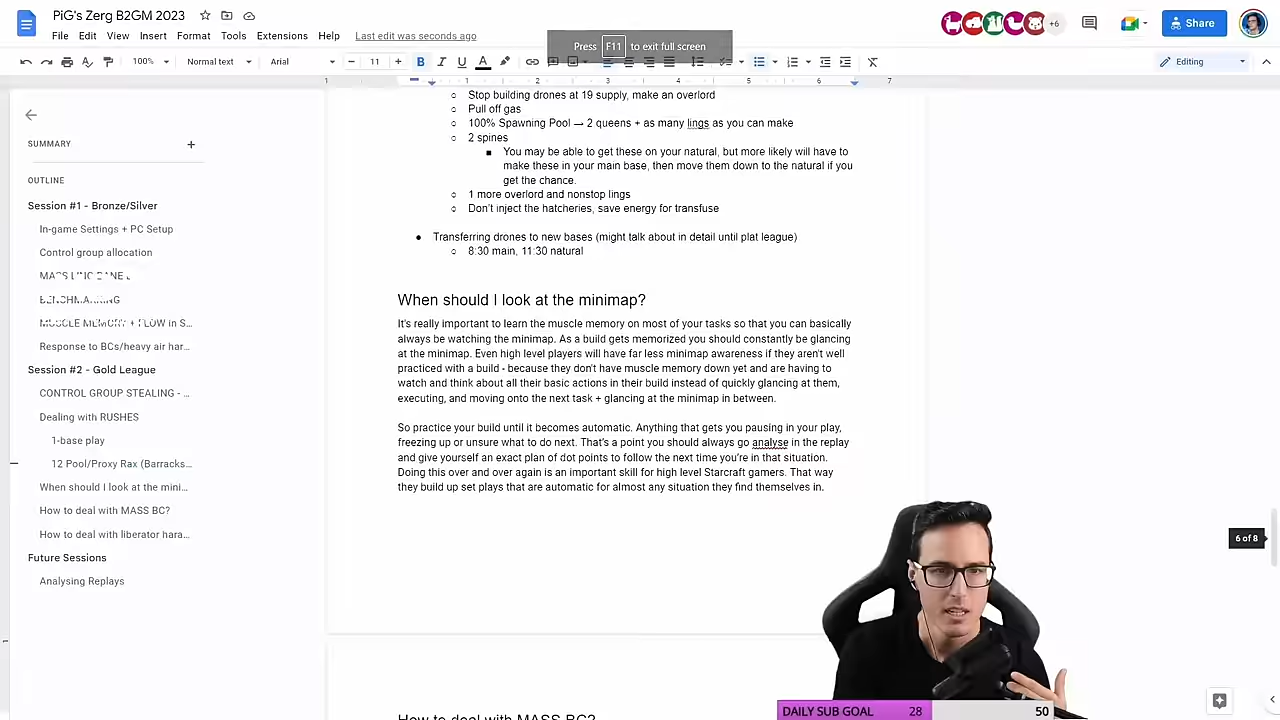 PiG's Zerg B2GM 2023
File Edit View Insert Format Extensions Help Last edit was seconds ago
+6
Share
Press F11 to exit full screen
100% Normal text Arial 11 Editing
1 1 2 3 4 5 6 7
Stop building drones at 19 supply, make an overlord
Pull off gas
100% Spawning Pool → 2 queens + as many lings as you can make
2 spines
You may be able to get these on your natural, but more likely will have to
make these in your main base, then move them down to the natural if you
get the chance.
1 more overlord and nonstop lings
Don't inject the hatcheries, save energy for transfuse
Transferring drones to new bases (might talk about in detail until plat league)
8:30 main, 11:30 natural
When should I look at the minimap?
It's really important to learn the muscle memory on most of your tasks so that you can basically
always be watching the minimap. As a build gets memorized you should constantly be glancing
at the minimap. Even high level players will have far less minimap awareness if they aren't well
practiced with a build - because they don't have muscle memory down yet and are having to
watch and think about all their basic actions in their build instead of quickly glancing at them,
executing, and moving onto the next task + glancing at the minimap in between.
So practice your build until it becomes automatic. Anything that gets you pausing in your play,
freezing up or unsure what to do next. That's a point you should always go analyse in the replay
and give yourself an exact plan of dot points to follow the next time you're in that situation.
Doing this over and over again is an important skill for high level Starcraft gamers. That way
they build up set plays that are automatic for almost any situation they find themselves in.
SUMMARY
OUTLINE
Session #1 - Bronze/Silver
In-game Settings + PC Setup
Control group allocation
MASS LING BANE
BENCHMARKING
MUSCLE MEMORY + FLOW in S...
Response to BCs/heavy air har...
Session #2 - Gold League
CONTROL GROUP STEALING - ...
Dealing with RUSHES
1-base play
12 Pool/Proxy Rax (Barracks...
When should I look at the mini...
How to deal with MASS BC?
How to deal with liberator hara...
Future Sessions
Analysing Replays
6 of 8
How to deal with MASS BC?
DAILY SUB GOAL 28 50